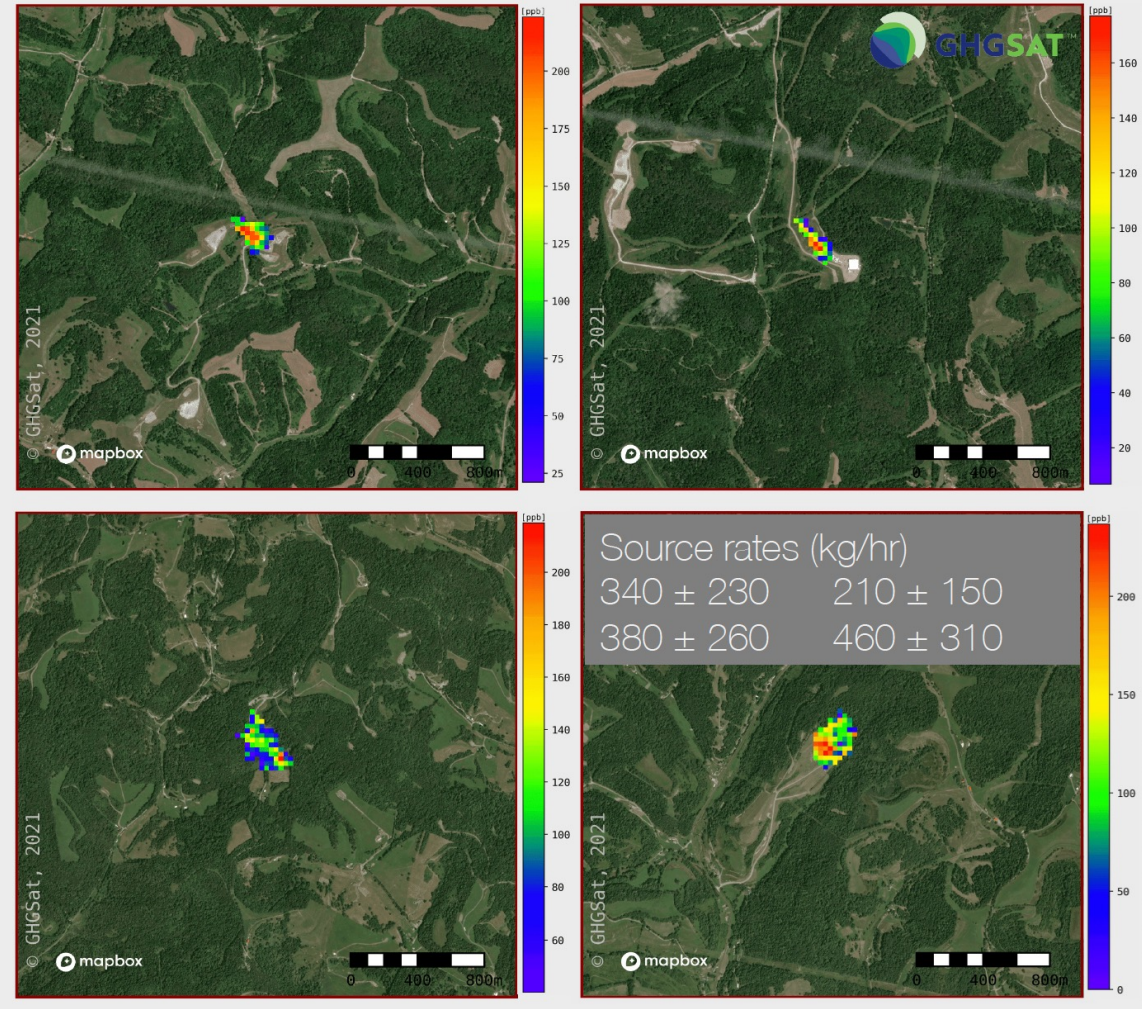 [ppb]
200
175
150
125
100
75
50
25
© GHGSat, 2021
mapbox
0 400 800m
GHGSAT™
[ppb]
160
140
120
100
80
60
40
20
© GHGSat, 2021
mapbox
0 400 800m
[ppb]
200
180
160
140
120
100
80
60
© GHGSat, 2021
mapbox
0 400 800m
Source rates (kg/hr)
340 ± 230 210 ± 150
380 ± 260 460 ± 310
[ppb]
200
150
100
50
0
© GHGSat, 2021
mapbox
0 400 800m